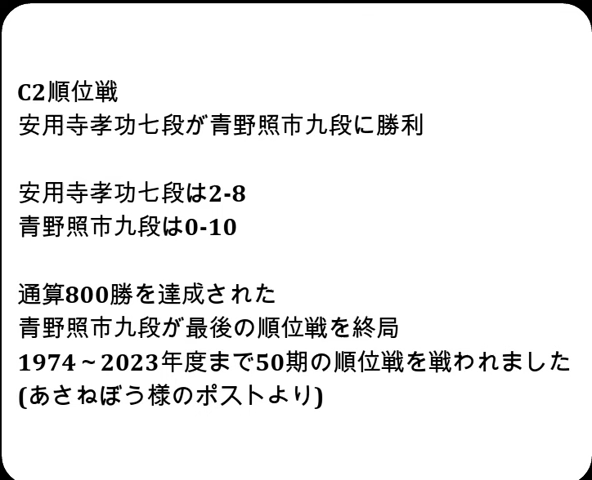 C2順位戦
安用寺孝功七段が青野照市九段に勝利
安用寺孝功七段は2-8
青野照市九段は0-10
通算800勝を達成された
青野照市九段が最後の順位戦を終局
1974～2023年度まで50期の順位戦を戦われました
(あさねぼう様のポストより)